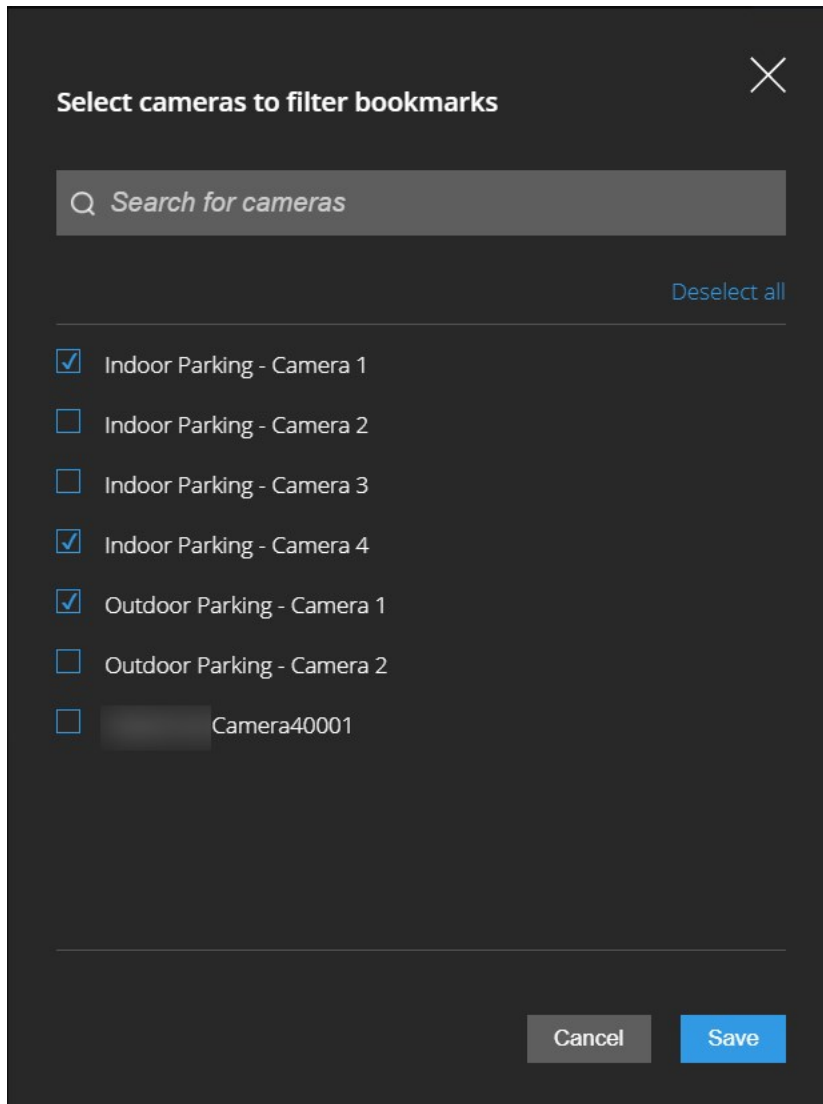 Select cameras to filter bookmarks
Search for cameras
Deselect all
Indoor Parking - Camera 1
Indoor Parking - Camera 2
Indoor Parking - Camera 3
Indoor Parking - Camera 4
Outdoor Parking - Camera 1
Outdoor Parking - Camera 2
Camera40001
Cancel Save